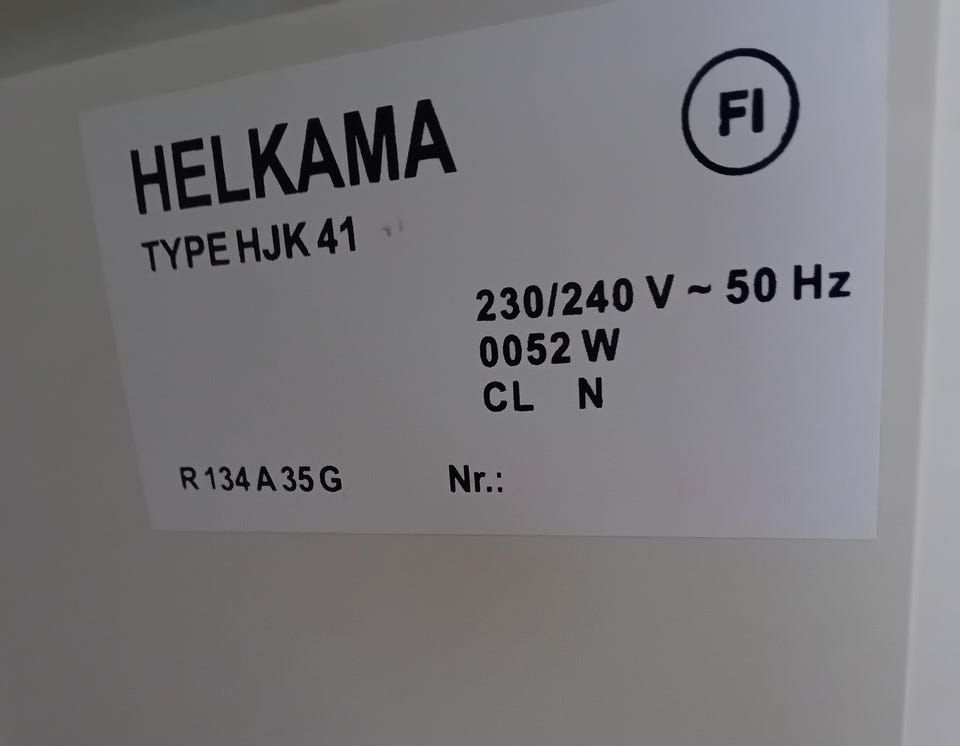 HELKAMA
FI
TYPE HJK 41
230/240 V ~ 50 Hz
0052 W
CL N
R 134 A 35 G
Nr.: